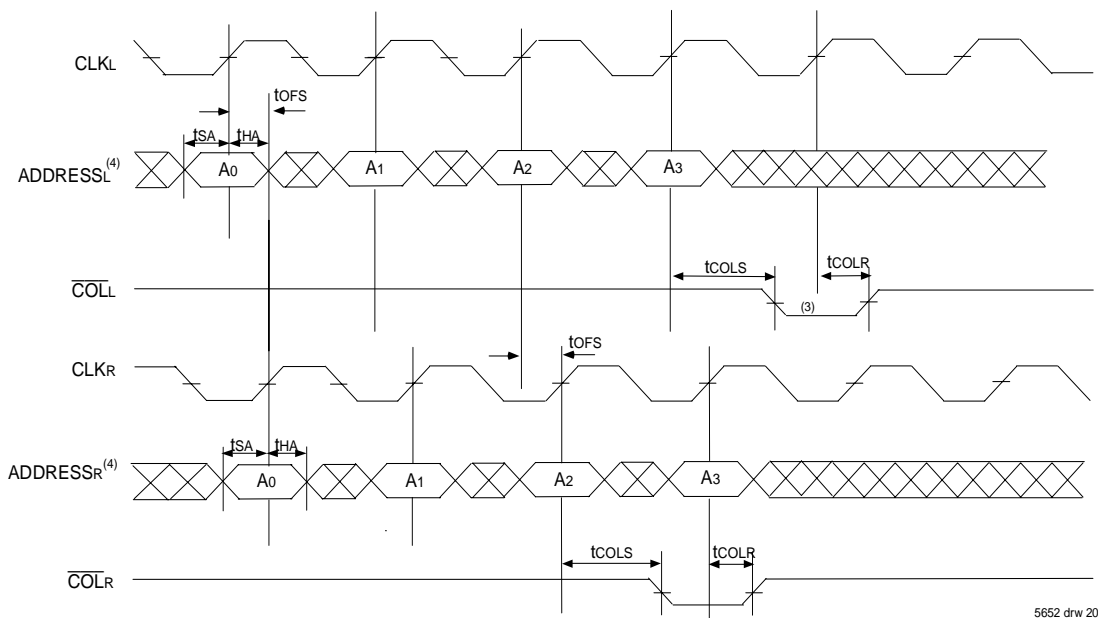 CLKL
tOFS
tSA tHA
ADDRESSL(4) A0 A1 A2 A3
tCOLS tCOLR
COLL (3)
tOFS
CLKR
tSA tHA
ADDRESSR(4) A0 A1 A2 A3
tCOLS tCOLR
COLR
5652 drw 20